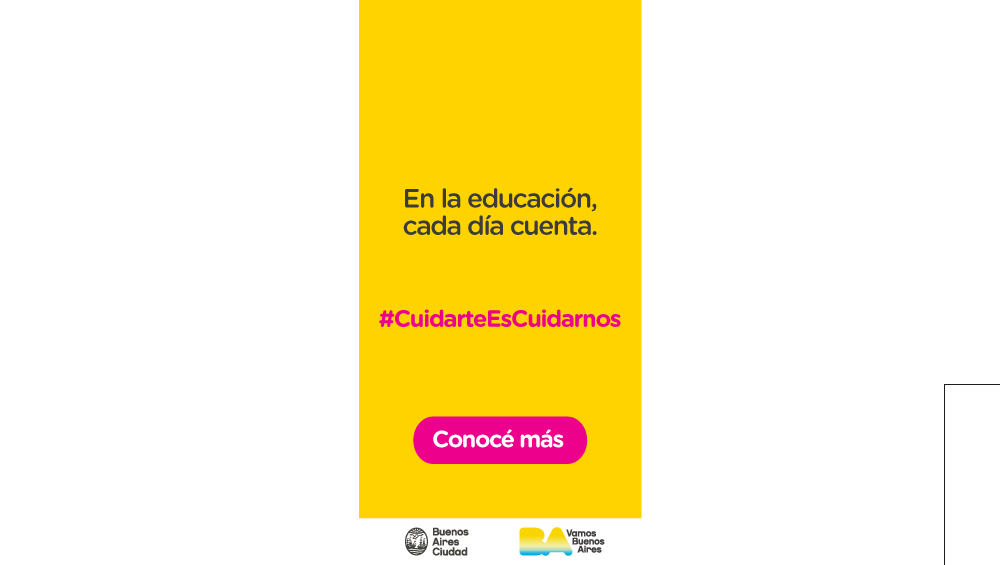 En la educación,
cada día cuenta.
#CuidarteEsCuidarnos
Conocé más
Buenos
Aires
Ciudad
BA
Vamos
Buenos
Aires